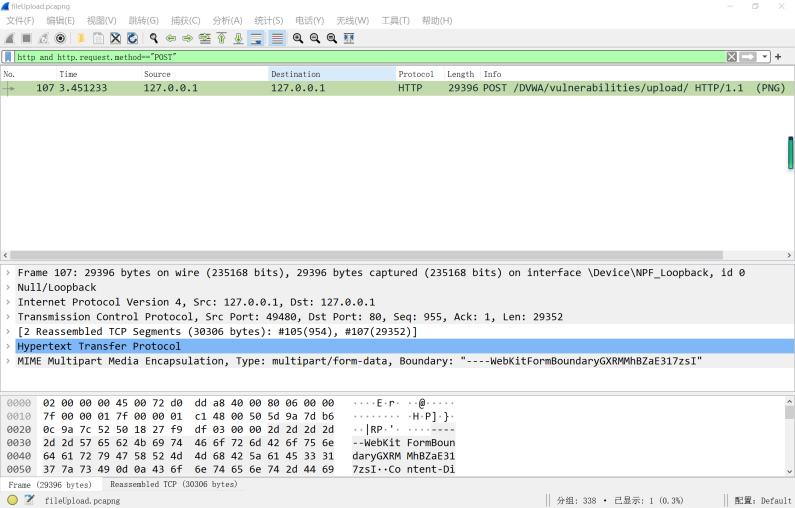 fileUpload.pcapng
文件(F) 编辑(E) 视图(V) 跳转(G) 捕获(C) 分析(A) 统计(S) 电话(Y) 无线(W) 工具(T) 帮助(H)
http and http.request.method=="POST"
No. Time Source Destination Protocol Length Info
107 3.451233 127.0.0.1 127.0.0.1 HTTP 29396 POST /DVWA/vulnerabilities/upload/ HTTP/1.1 (PNG)
Frame 107: 29396 bytes on wire (235168 bits), 29396 bytes captured (235168 bits) on interface \Device\NPF_Loopback, id 0
Null/Loopback
Internet Protocol Version 4, Src: 127.0.0.1, Dst: 127.0.0.1
Transmission Control Protocol, Src Port: 49480, Dst Port: 80, Seq: 955, Ack: 1, Len: 29352
[2 Reassembled TCP Segments (30306 bytes): #105(954), #107(29352)]
Hypertext Transfer Protocol
MIME Multipart Media Encapsulation, Type: multipart/form-data, Boundary: "----WebKitFormBoundaryGXRMMhBZaE317zsI"
0000 02 00 00 00 45 00 72 d0 dd a8 40 00 80 06 00 00 ····E·r· ··@·····
0010 7f 00 00 01 7f 00 00 01 c1 48 00 50 5d 9a 7d b6 ········ ·H·P]·}·
0020 0c 9a 7c 52 50 18 27 f9 df 03 00 00 2d 2d 2d 2d ··|RP·'· ····----
0030 2d 2d 57 65 62 4b 69 74 46 6f 72 6d 42 6f 75 6e --WebKit FormBoun
0040 64 61 72 79 47 58 52 4d 4d 68 42 5a 61 45 33 31 daryGXRM MhBZaE31
0050 37 7a 73 49 0d 0a 43 6f 6e 74 65 6e 74 2d 44 69 7zsI··Co ntent-Di
Frame (29396 bytes) Reassembled TCP (30306 bytes)
fileUpload.pcapng 分组: 338 · 已显示: 1 (0.3%) 配置: Default